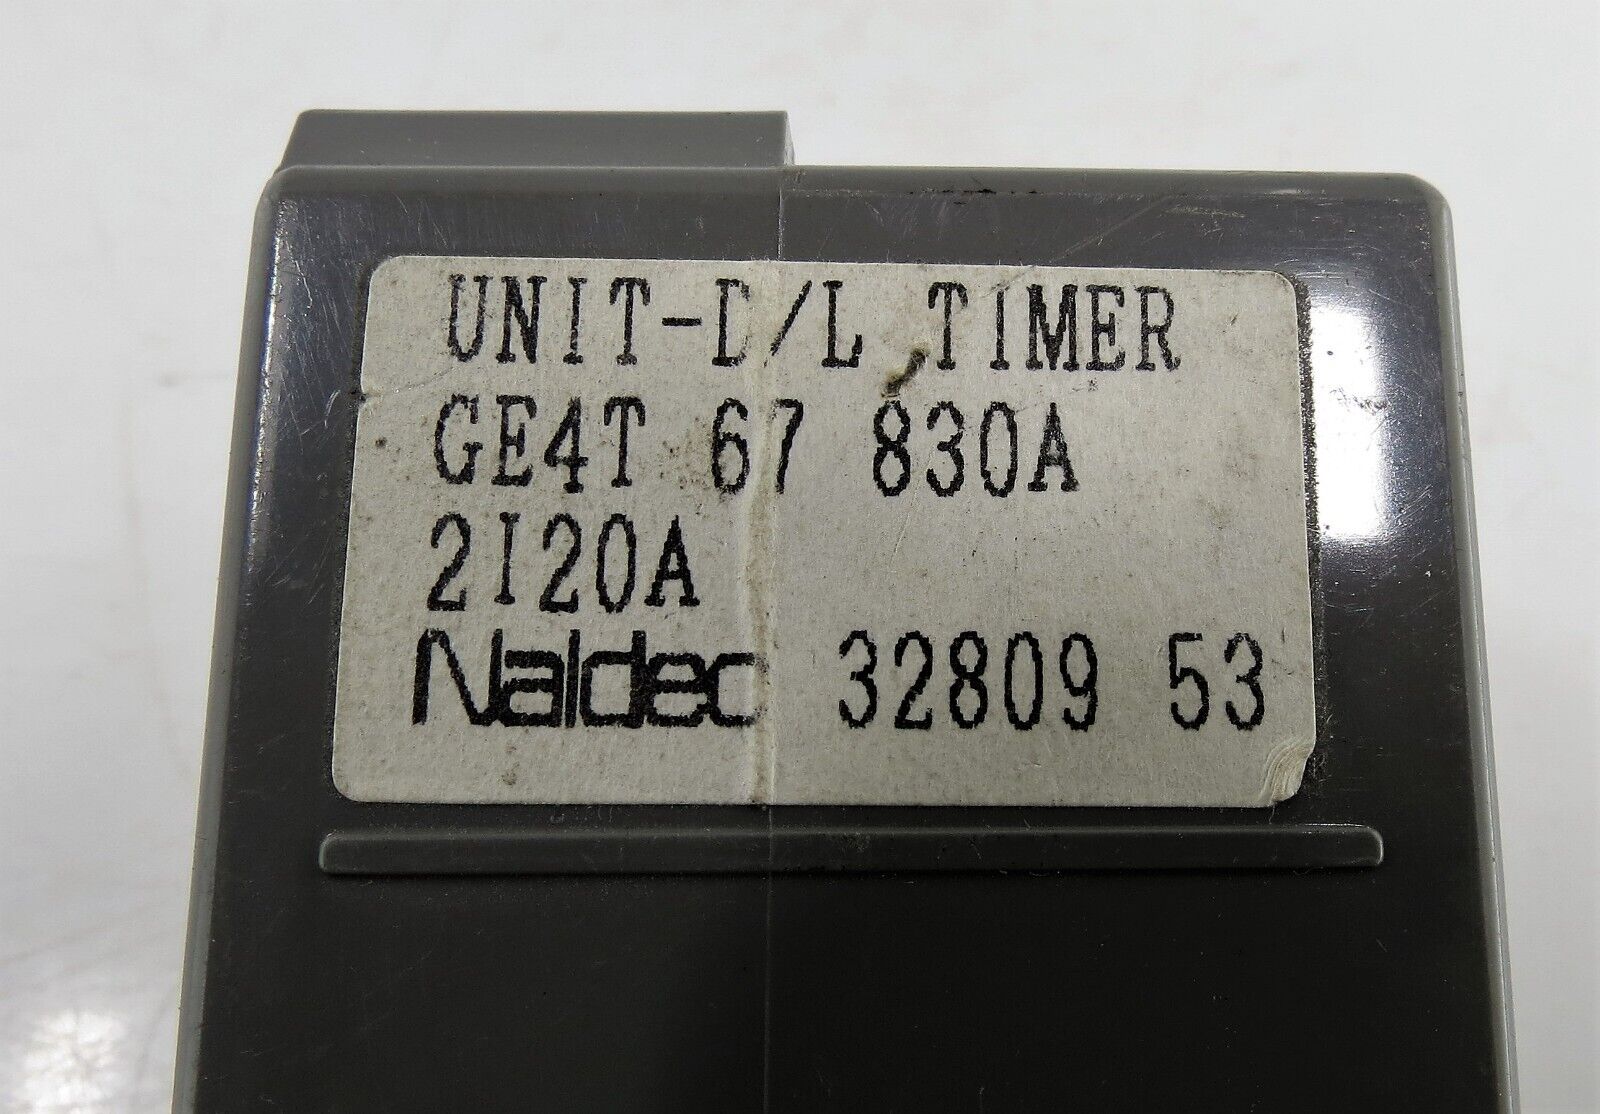 UNIT-D/L TIMER
GE4T 67 830A
2I20A
Naldec 32809 53